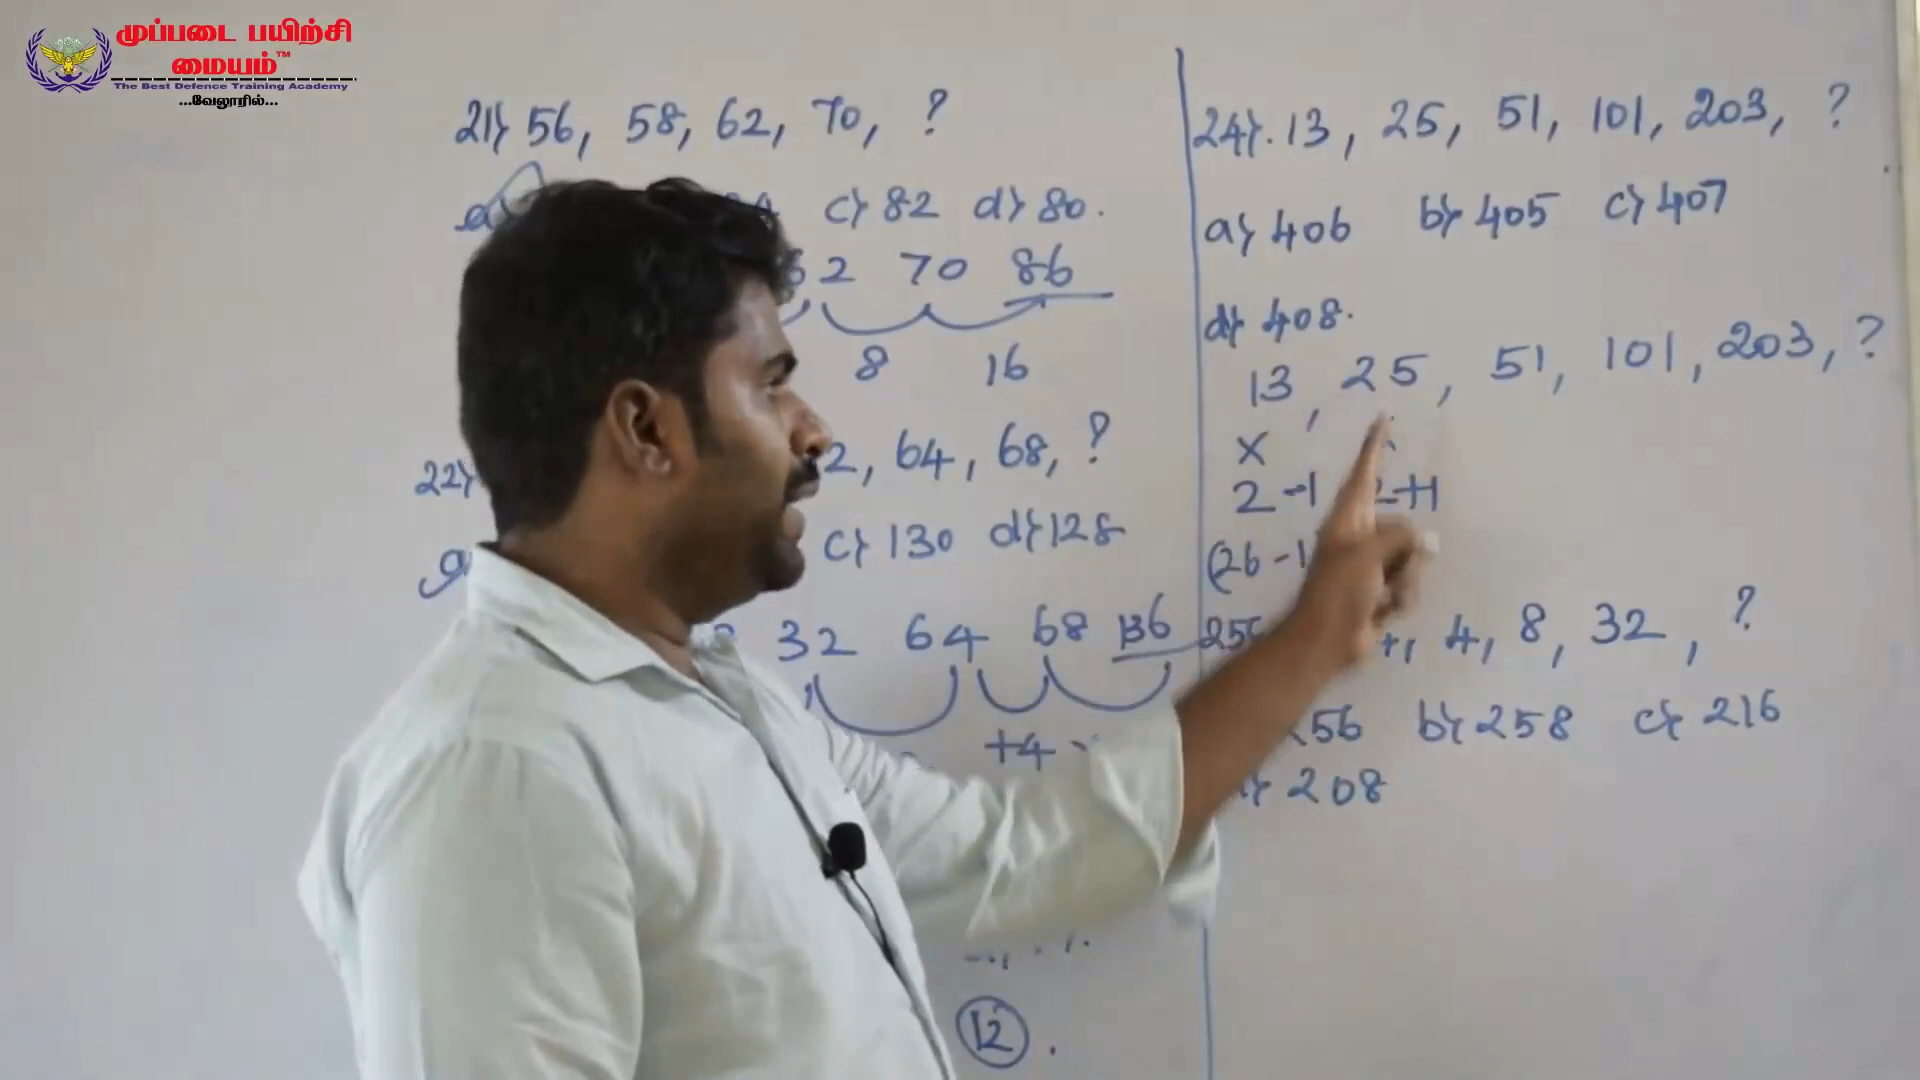 முப்படை பயிற்சி
மையம்™
The Best Defence Training Academy
...வேலூரில்...
21) 56, 58, 62, 70, ?
c) 82 d) 80.
2 70 86
8 16
22)
2, 64, 68, ?
c) 130 d) 128
32 64 68 136
+4
12.
24). 13, 25, 51, 101, 203, ?
a) 406 b) 405 c) 407
d) 408.
13, 25, 51, 101, 203, ?
×
2-1 2+1
(26-1
4, 8, 32, ?
56 b) 258 c) 216
208